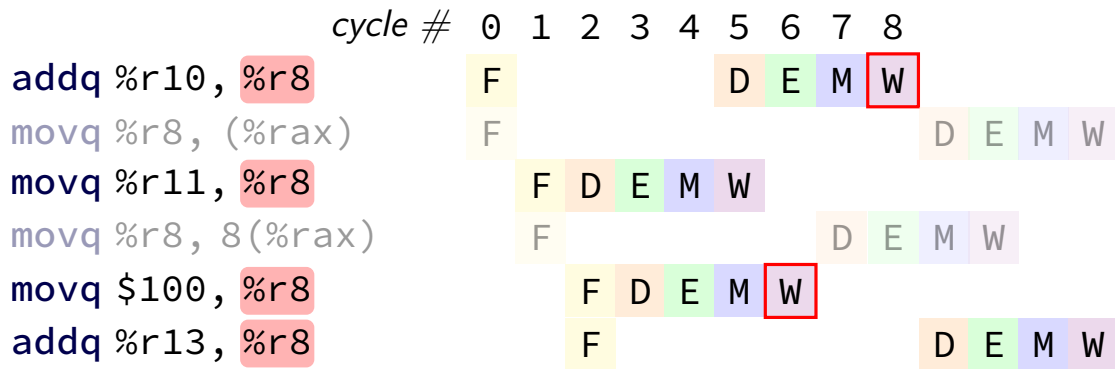 cycle # 0 1 2 3 4 5 6 7 8
addq %r10, %r8 F D E M W
movq %r8, (%rax) F D E M W
movq %r11, %r8 F D E M W
movq %r8, 8(%rax) F D E M W
movq $100, %r8 F D E M W
addq %r13, %r8 F D E M W